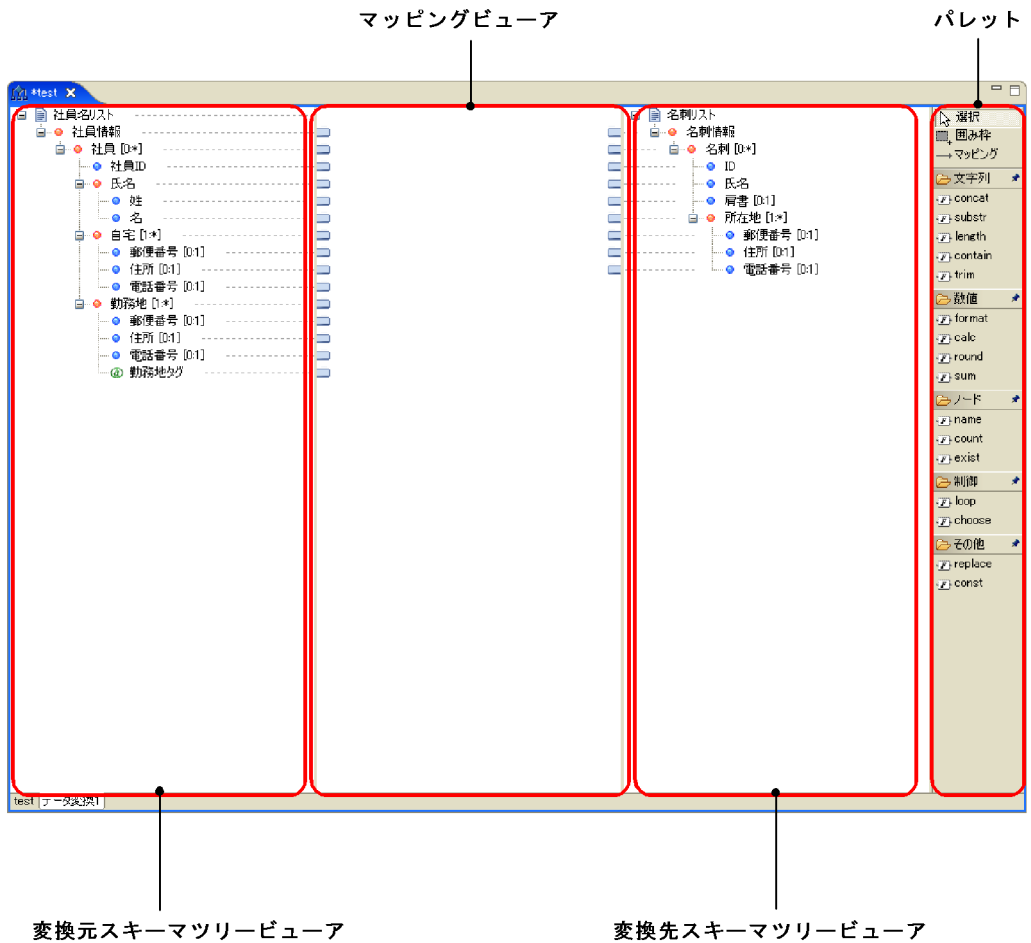 マッピングビューア
パレット
*test
社員名リスト
社員情報
社員 [0:*]
社員ID
氏名
姓
名
自宅 [1:*]
郵便番号 [0:1]
住所 [0:1]
電話番号 [0:1]
勤務地 [1:*]
郵便番号 [0:1]
住所 [0:1]
電話番号 [0:1]
勤務地タグ
名刺リスト
名刺情報
名刺 [0:*]
ID
氏名
肩書 [0:1]
所在地 [1:*]
郵便番号 [0:1]
住所 [0:1]
電話番号 [0:1]
選択
囲み枠
マッピング
文字列
concat
substr
length
contain
trim
数値
format
calc
round
sum
ノード
name
count
exist
制御
loop
choose
その他
replace
const
test データ変換1
変換元スキーマツリービューア
変換先スキーマツリービューア